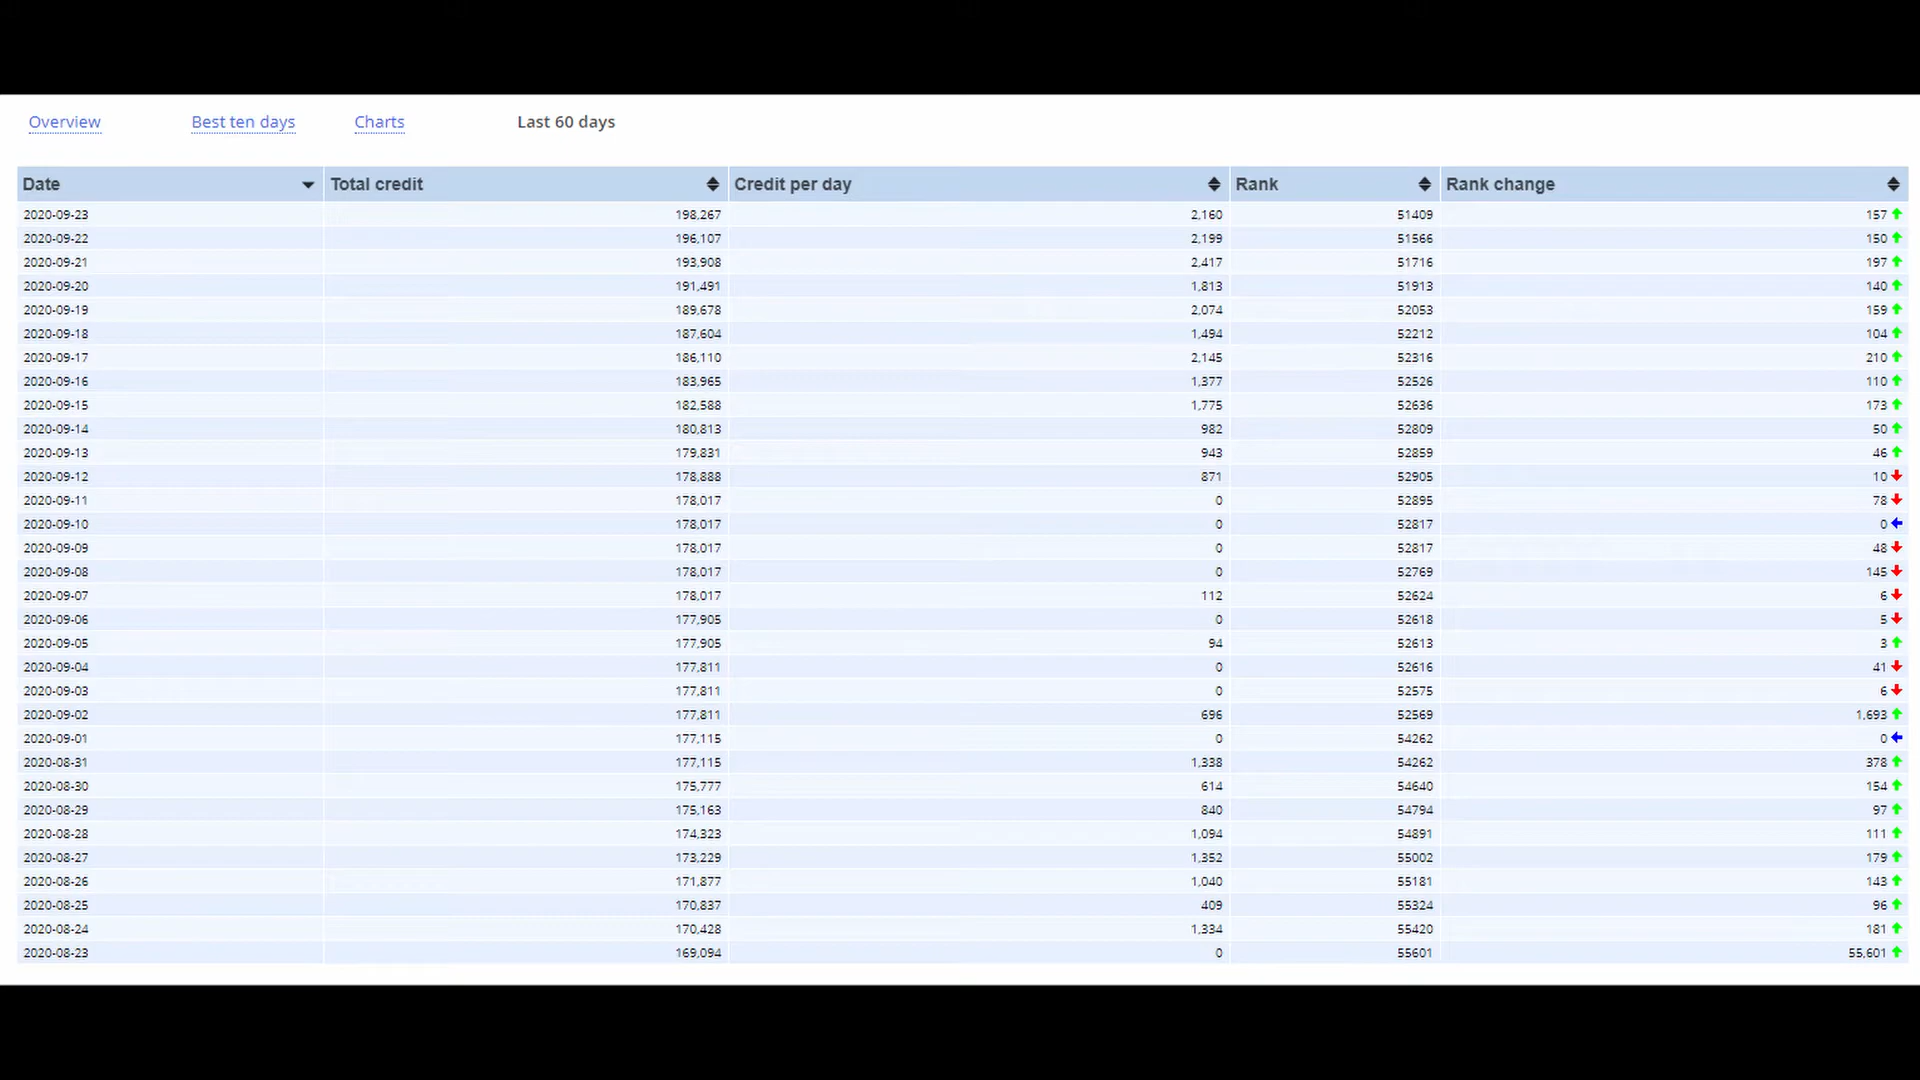 Overview Best ten days Charts Last 60 days
Date Total credit Credit per day Rank Rank change
2020-09-23 198,267 2,160 51409 157
2020-09-22 196,107 2,199 51566 150
2020-09-21 193,908 2,417 51716 197
2020-09-20 191,491 1,813 51913 140
2020-09-19 189,678 2,074 52053 159
2020-09-18 187,604 1,494 52212 104
2020-09-17 186,110 2,145 52316 210
2020-09-16 183,965 1,377 52526 110
2020-09-15 182,588 1,775 52636 173
2020-09-14 180,813 982 52809 50
2020-09-13 179,831 943 52859 46
2020-09-12 178,888 871 52905 10
2020-09-11 178,017 0 52895 78
2020-09-10 178,017 0 52817 0
2020-09-09 178,017 0 52817 48
2020-09-08 178,017 0 52769 145
2020-09-07 178,017 112 52624 6
2020-09-06 177,905 0 52618 5
2020-09-05 177,905 94 52613 3
2020-09-04 177,811 0 52616 41
2020-09-03 177,811 0 52575 6
2020-09-02 177,811 696 52569 1,693
2020-09-01 177,115 0 54262 0
2020-08-31 177,115 1,338 54262 378
2020-08-30 175,777 614 54640 154
2020-08-29 175,163 840 54794 97
2020-08-28 174,323 1,094 54891 111
2020-08-27 173,229 1,352 55002 179
2020-08-26 171,877 1,040 55181 143
2020-08-25 170,837 409 55324 96
2020-08-24 170,428 1,334 55420 181
2020-08-23 169,094 0 55601 55,601